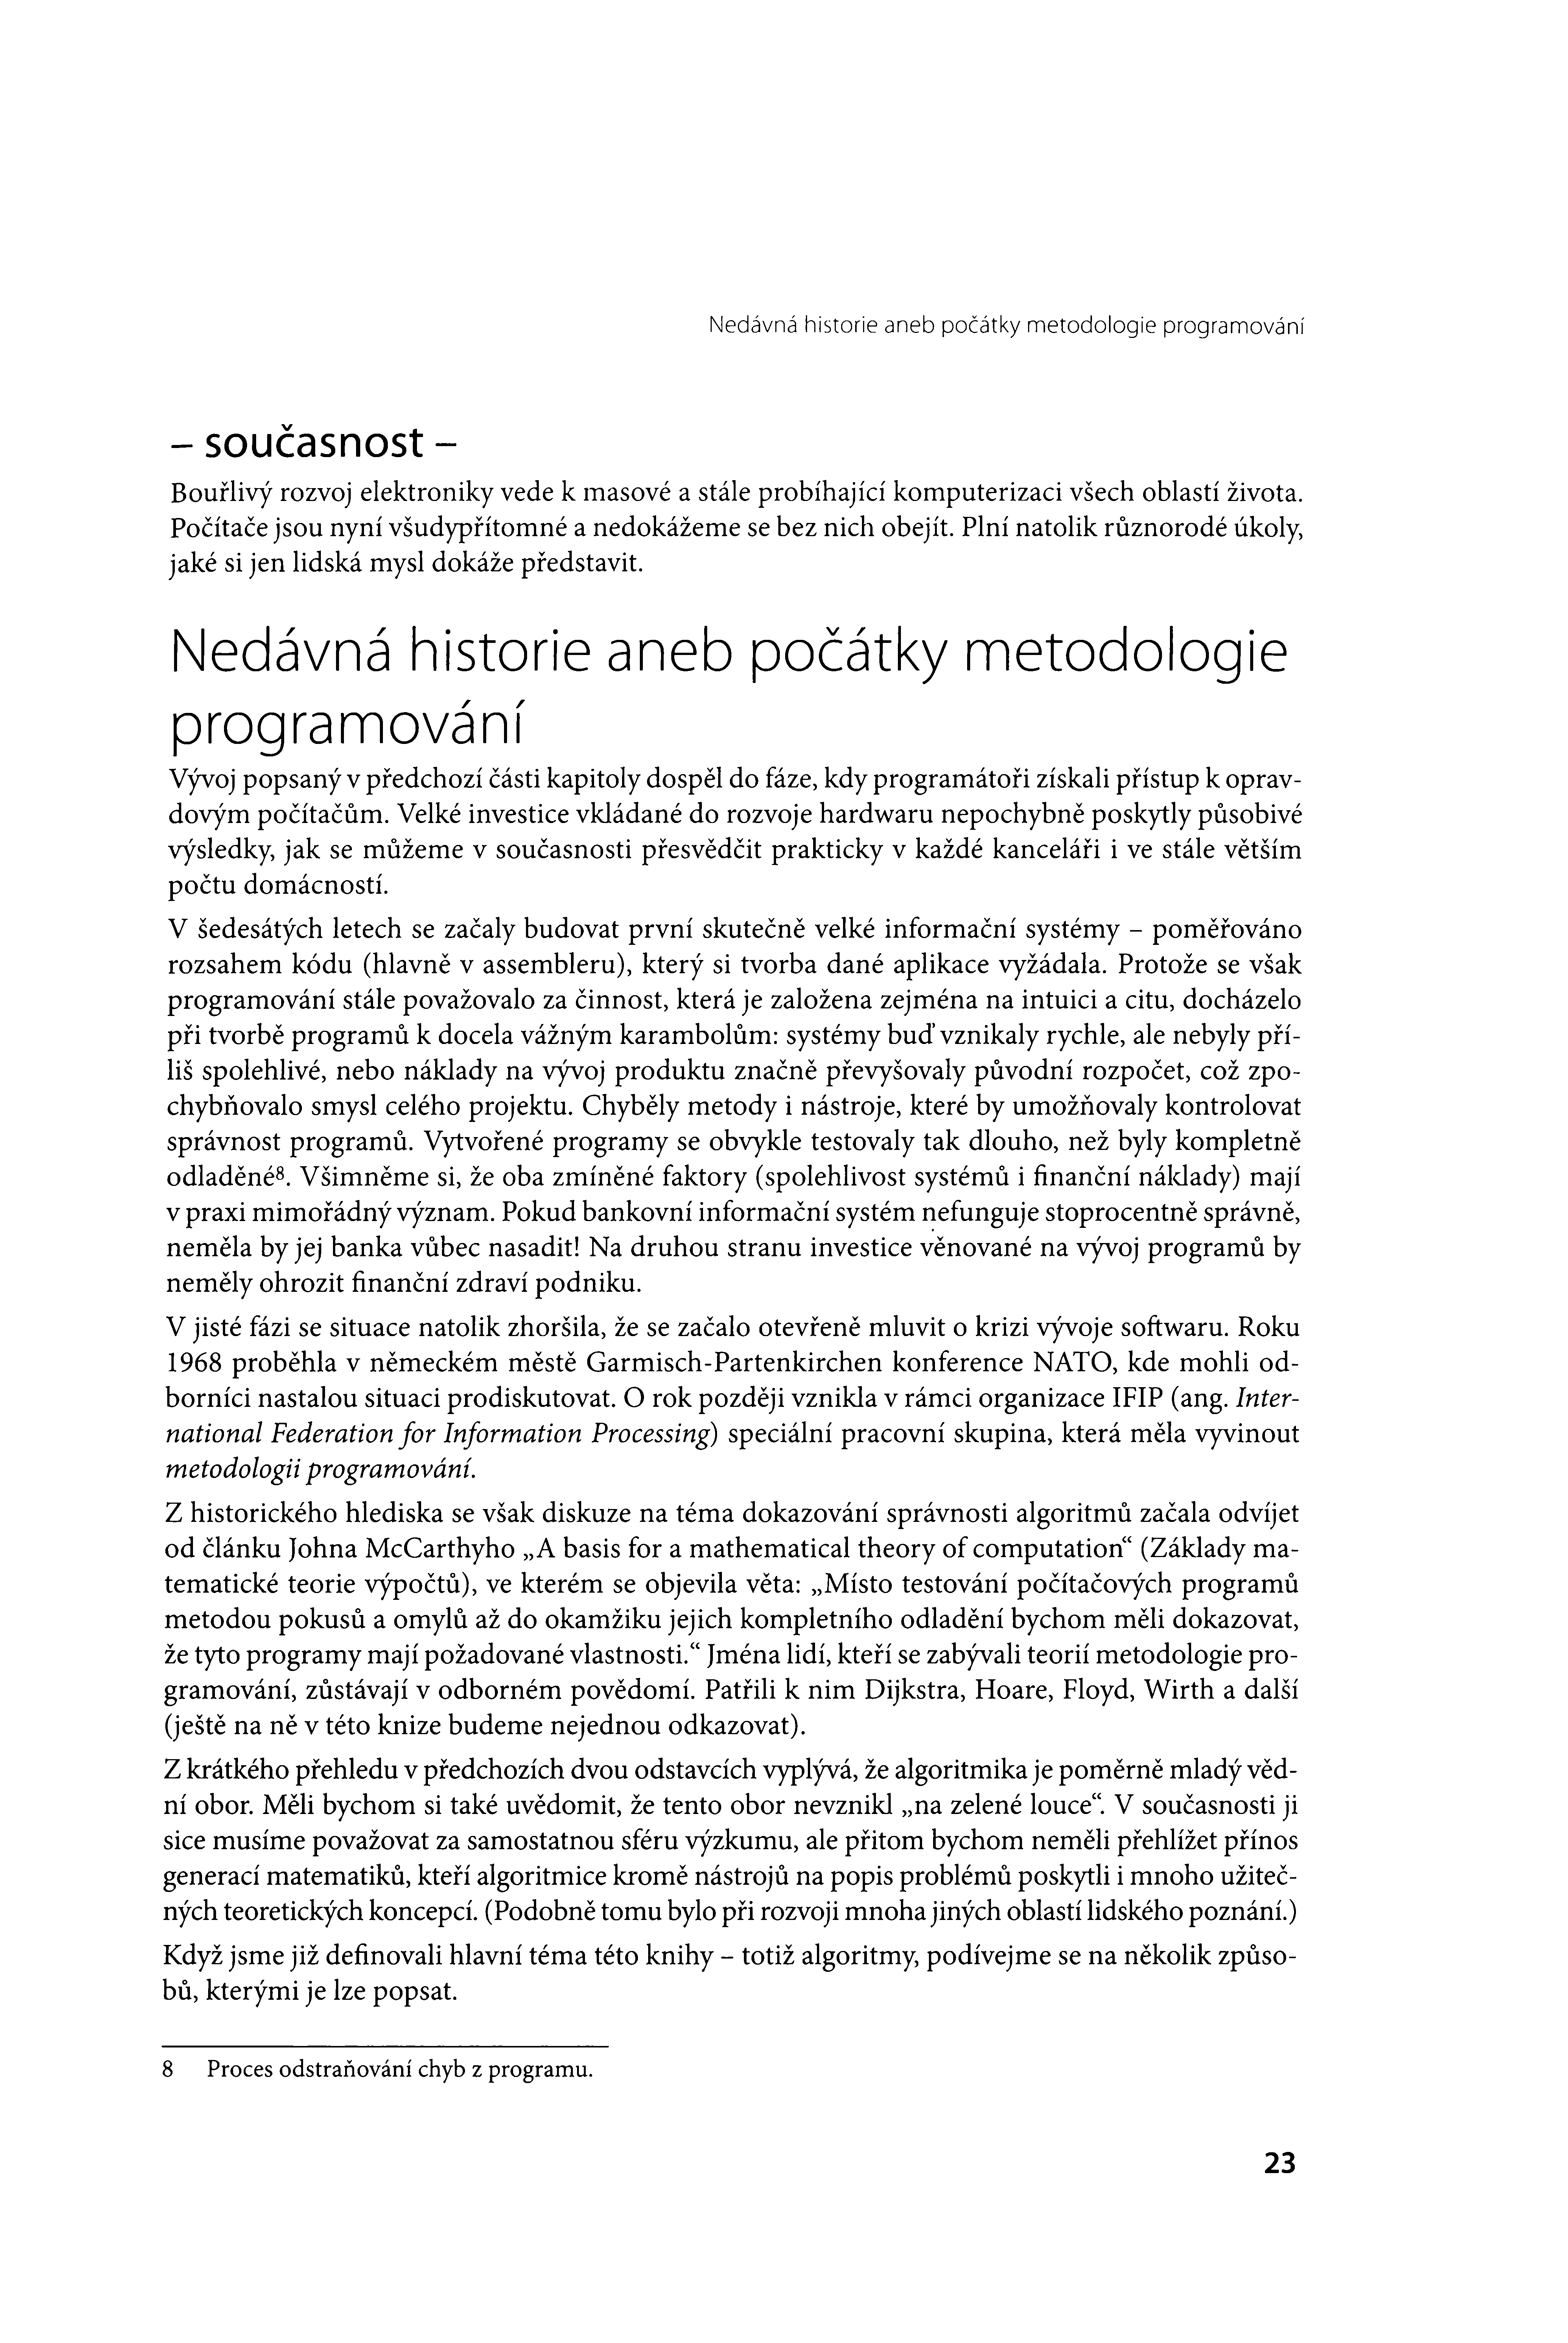 Nedávná historie aneb počátky metodologie programování
– současnost –
Bouřlivý rozvoj elektroniky vede k masové a stále probíhající komputerizaci všech oblastí života.
Počítače jsou nyní všudypřítomné a nedokážeme se bez nich obejít. Plní natolik různorodé úkoly,
jaké si jen lidská mysl dokáže představit.
Nedávná historie aneb počátky metodologie
programování
Vývoj popsaný v předchozí části kapitoly dospěl do fáze, kdy programátoři získali přístup k oprav-
dovým počítačům. Velké investice vkládané do rozvoje hardwaru nepochybně poskytly působivé
výsledky, jak se můžeme v současnosti přesvědčit prakticky v každé kanceláři i ve stále větším
počtu domácností.
V šedesátých letech se začaly budovat první skutečně velké informační systémy – poměřováno
rozsahem kódu (hlavně v assembleru), který si tvorba dané aplikace vyžádala. Protože se však
programování stále považovalo za činnost, která je založena zejména na intuici a citu, docházelo
při tvorbě programů k docela vážným karambolům: systémy buď vznikaly rychle, ale nebyly pří-
liš spolehlivé, nebo náklady na vývoj produktu značně převyšovaly původní rozpočet, což zpo-
chybňovalo smysl celého projektu. Chyběly metody i nástroje, které by umožňovaly kontrolovat
správnost programů. Vytvořené programy se obvykle testovaly tak dlouho, než byly kompletně
odladěné⁸. Všimněme si, že oba zmíněné faktory (spolehlivost systémů i finanční náklady) mají
v praxi mimořádný význam. Pokud bankovní informační systém nefunguje stoprocentně správně,
neměla by jej banka vůbec nasadit! Na druhou stranu investice věnované na vývoj programů by
neměly ohrozit finanční zdraví podniku.
V jisté fázi se situace natolik zhoršila, že se začalo otevřeně mluvit o krizi vývoje softwaru. Roku
1968 proběhla v německém městě Garmisch-Partenkirchen konference NATO, kde mohli od-
borníci nastalou situaci prodiskutovat. O rok později vznikla v rámci organizace IFIP (ang. Inter-
national Federation for Information Processing) speciální pracovní skupina, která měla vyvinout
metodologii programování.
Z historického hlediska se však diskuze na téma dokazování správnosti algoritmů začala odvíjet
od článku Johna McCarthyho „A basis for a mathematical theory of computation“ (Základy ma-
tematické teorie výpočtů), ve kterém se objevila věta: „Místo testování počítačových programů
metodou pokusů a omylů až do okamžiku jejich kompletního odladění bychom měli dokazovat,
že tyto programy mají požadované vlastnosti.“ Jména lidí, kteří se zabývali teorií metodologie pro-
gramování, zůstávají v odborném povědomí. Patřili k nim Dijkstra, Hoare, Floyd, Wirth a další
(ještě na ně v této knize budeme nejednou odkazovat).
Z krátkého přehledu v předchozích dvou odstavcích vyplývá, že algoritmika je poměrně mladý věd-
ní obor. Měli bychom si také uvědomit, že tento obor nevznikl „na zelené louce“. V současnosti ji
sice musíme považovat za samostatnou sféru výzkumu, ale přitom bychom neměli přehlížet přínos
generací matematiků, kteří algoritmice kromě nástrojů na popis problémů poskytli i mnoho užiteč-
ných teoretických koncepcí. (Podobně tomu bylo při rozvoji mnoha jiných oblastí lidského poznání.)
Když jsme již definovali hlavní téma této knihy – totiž algoritmy, podívejme se na několik způso-
bů, kterými je lze popsat.
8 Proces odstraňování chyb z programu.
23